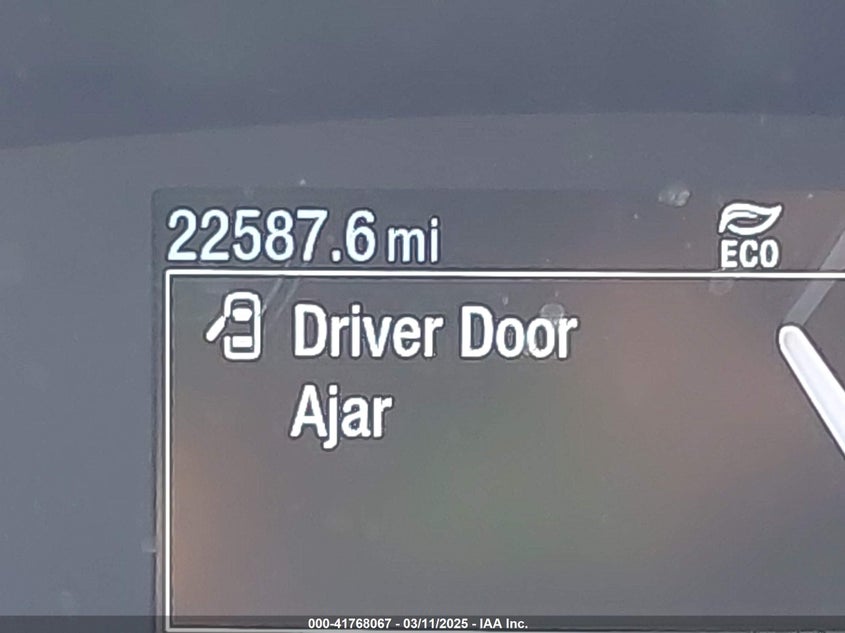 22587.6 mi
ECO
Driver Door
Ajar
000-41768067 - 03/11/2025 - IAA Inc.